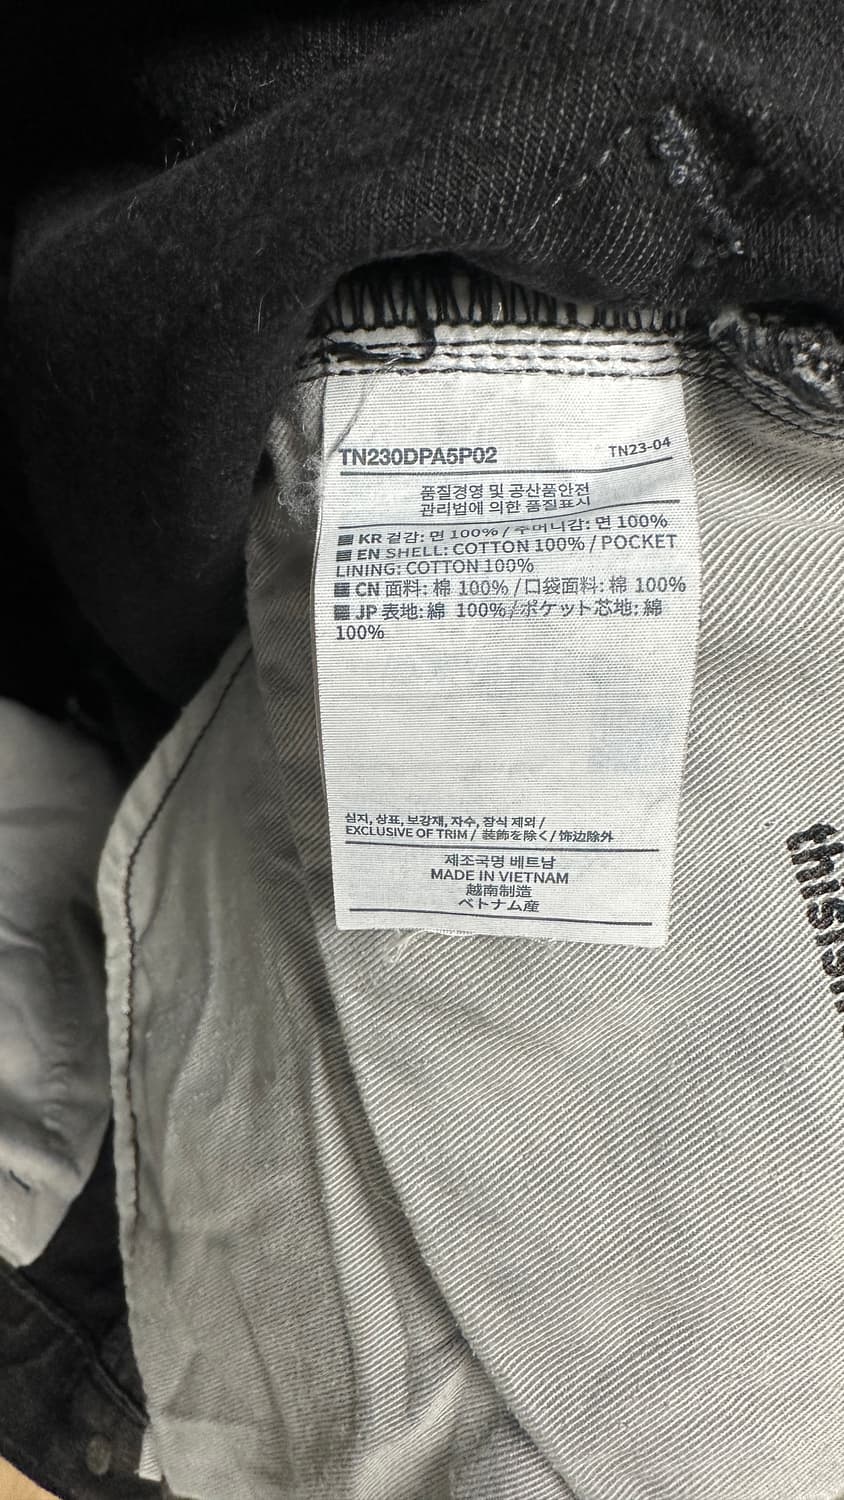 TN230DPA5P02 TN23-04
품질경영 및 공산품안전
관리법에 의한 품질표시
KR 겉감: 면 100% / 주머니감: 면 100%
EN SHELL: COTTON 100% / POCKET
LINING: COTTON 100%
CN 面料: 棉 100% / 口袋面料: 棉 100%
JP 表地: 綿 100%/ポケット芯地: 綿
100%
심지, 상표, 보강재, 자수, 장식 제외 /
EXCLUSIVE OF TRIM / 装飾を除く / 饰边除外
제조국명 베트남
MADE IN VIETNAM
越南制造
ベトナム産